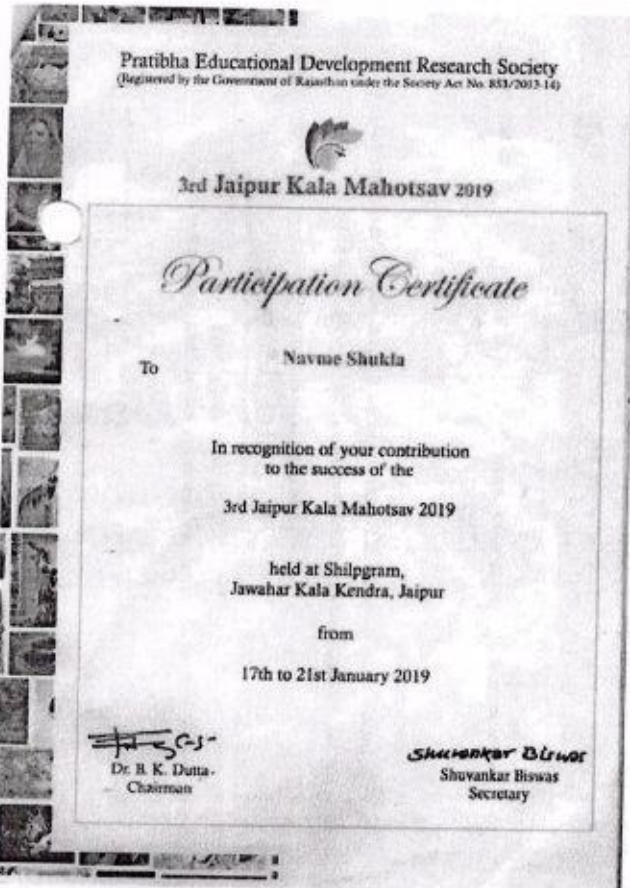 Pratibha Educational Development Research Society
(Registered by the Government of Rajasthan under the Society Act No. 851/2003-14)
3rd Jaipur Kala Mahotsav 2019
Participation Certificate
To Shukla
In recognition of your contribution
to the success of the
3rd Jaipur Kala Mahotsav 2019
held at Shilpgram,
Jawahar Kala Kendra, Jaipur
from
17th to 21st January 2019
Dr. B. K. Dutta
Chairman
Shuvankar Biswas
Shuvankar Biswas
Secretary